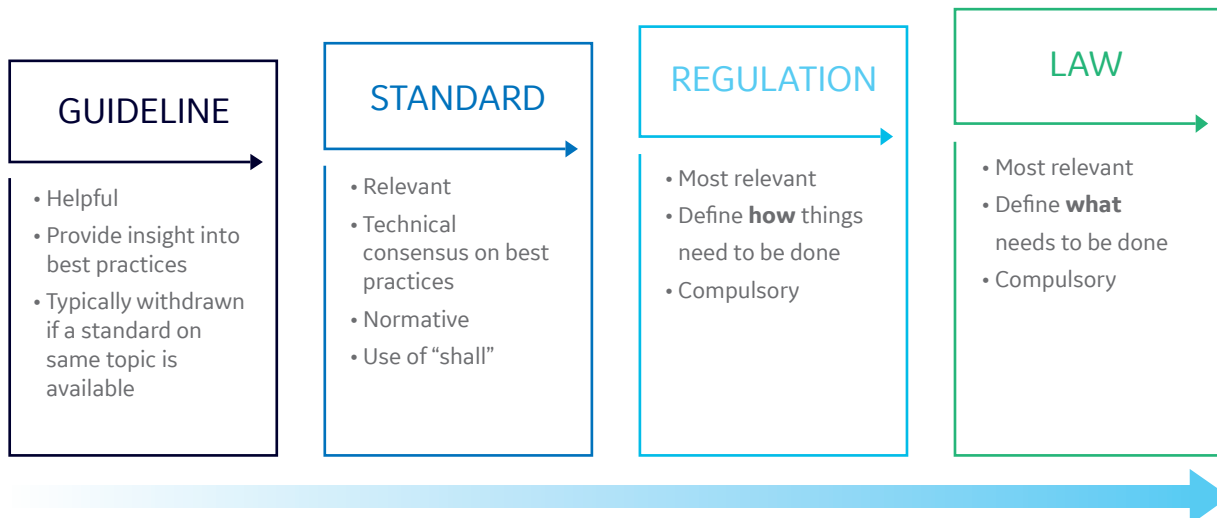 GUIDELINE
• Helpful
• Provide insight into
best practices
• Typically withdrawn
if a standard on
same topic is
available
STANDARD
• Relevant
• Technical
consensus on best
practices
• Normative
• Use of “shall”
REGULATION
• Most relevant
• Define how things
need to be done
• Compulsory
LAW
• Most relevant
• Define what
needs to be done
• Compulsory